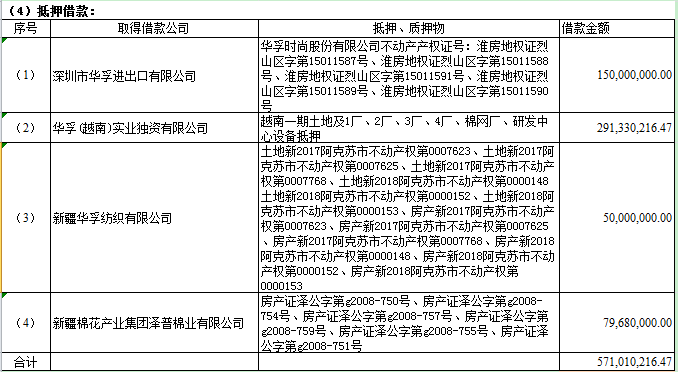 （4）抵押借款：
序号 取得借款公司 抵押、质押物 借款金额
（1） 深圳市华孚进出口有限公司 150,000,000.00
华孚时尚股份有限公司不动产产权证号：淮房地权证烈
山区字第15011587号、淮房地权证烈山区字第15011588
号、淮房地权证烈山区字第15011591号、淮房地权证烈
山区字第15011589号、淮房地权证烈山区字第15011590
号
（2） 华孚(越南)实业独资有限公司 291,330,216.47
越南一期土地及1厂、2厂、3厂、4厂、棉网厂、研发中
心设备抵押
（3） 新疆华孚纺织有限公司 50,000,000.00
土地新2017阿克苏市不动产权第0007623、土地新2017阿
克苏市不动产权第0007625、土地新2017阿克苏市不动产
权第0007768、土地新2018阿克苏市不动产权第0000148
土地新2018阿克苏市不动产权第0000152、土地新2018阿
克苏市不动产权第0000153、房产新2017阿克苏市不动产
权第0007623、房产新2017阿克苏市不动产权第0007625
、房产新2017阿克苏市不动产权第0007768、房产新2018
阿克苏市不动产权第0000148、房产新2018阿克苏市不动
产权第0000152、房产新2018阿克苏市不动产权第
0000153
（4） 新疆棉花产业集团泽普棉业有限公司 79,680,000.00
房产证泽公字第g2008-750号、房产证泽公字第g2008-
754号、房产证泽公字第g2008-757号、房产证泽公字第
g2008-759号、房产证泽公字第g2008-755号、房产证泽
公字第g2008-751号
合计 571,010,216.47